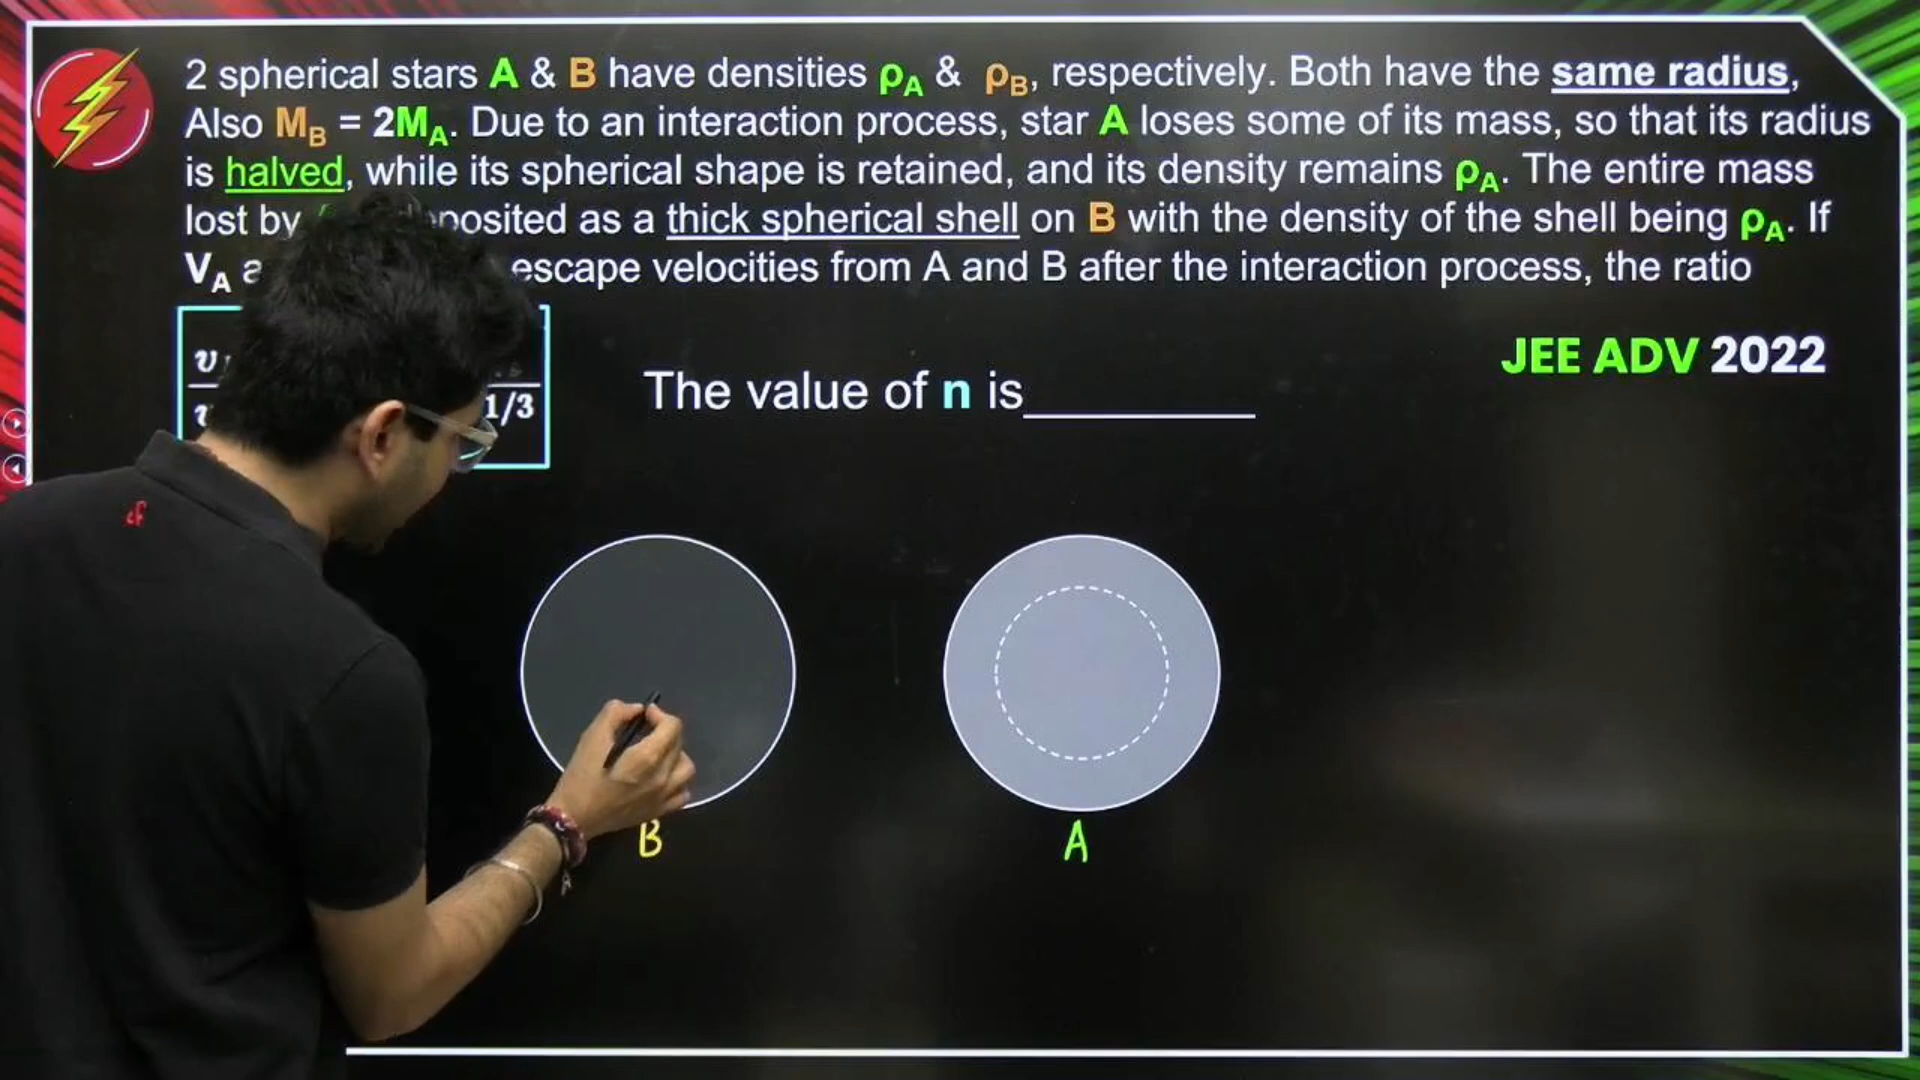 2 spherical stars A & B have densities ρA & ρB, respectively. Both have the same radius,
Also MB = 2MA. Due to an interaction process, star A loses some of its mass, so that its radius
is halved, while its spherical shape is retained, and its density remains ρA. The entire mass
lost by deposited as a thick spherical shell on B with the density of the shell being ρA. If
VA escape velocities from A and B after the interaction process, the ratio
1/3
The value of n is
JEE ADV 2022
B
A